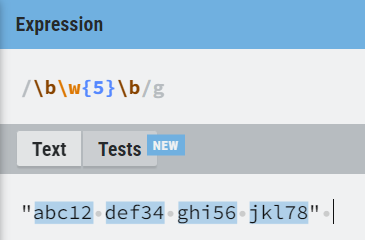 Expression
/\b\w{5}\b/g
Text Tests NEW
"abc12 def34 ghi56 jkl78"